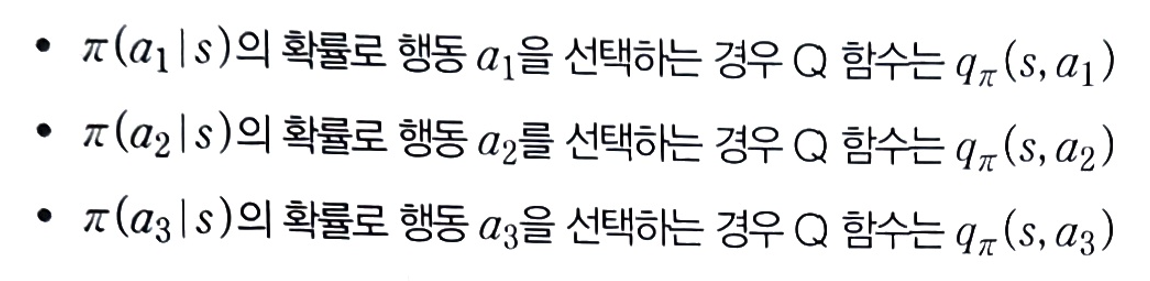 • π(a₁|s)의 확률로 행동 a₁을 선택하는 경우 Q 함수는 q_π(s, a₁)
• π(a₂|s)의 확률로 행동 a₂를 선택하는 경우 Q 함수는 q_π(s, a₂)
• π(a₃|s)의 확률로 행동 a₃을 선택하는 경우 Q 함수는 q_π(s, a₃)